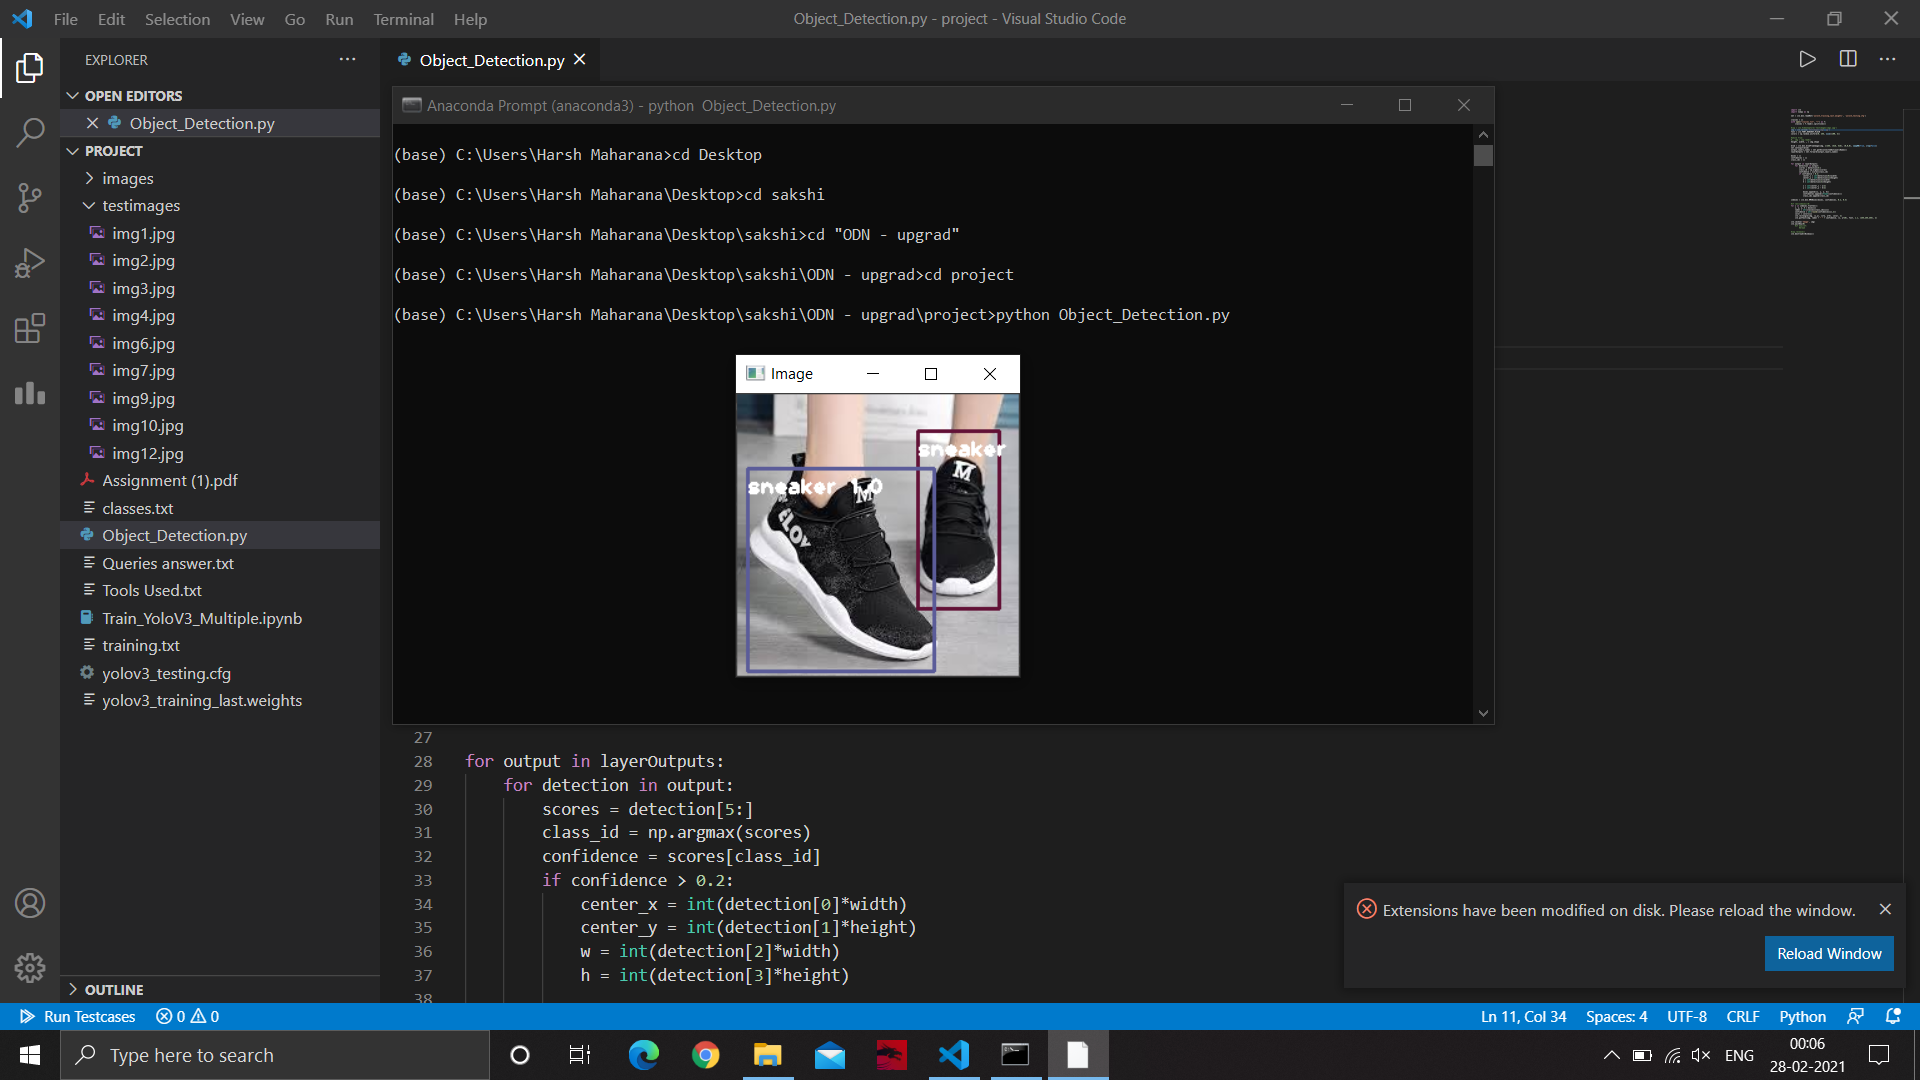 File Edit Selection View Go Run Terminal Help
Object_Detection.py - project - Visual Studio Code
EXPLORER
OPEN EDITORS
Object_Detection.py
PROJECT
images
testimages
img1.jpg
img2.jpg
img3.jpg
img4.jpg
img6.jpg
img7.jpg
img9.jpg
img10.jpg
img12.jpg
Assignment (1).pdf
classes.txt
Object_Detection.py
Queries answer.txt
Tools Used.txt
Train_YoloV3_Multiple.ipynb
training.txt
yolov3_testing.cfg
yolov3_training_last.weights
OUTLINE
Object_Detection.py
Anaconda Prompt (anaconda3) - python  Object_Detection.py
(base) C:\Users\Harsh Maharana>cd Desktop
(base) C:\Users\Harsh Maharana\Desktop>cd sakshi
(base) C:\Users\Harsh Maharana\Desktop\sakshi>cd "ODN - upgrad"
(base) C:\Users\Harsh Maharana\Desktop\sakshi\ODN - upgrad>cd project
(base) C:\Users\Harsh Maharana\Desktop\sakshi\ODN - upgrad\project>python Object_Detection.py
Image
sneaker
M
sneaker 1.0
M
ELOV
27
28 for output in layerOutputs:
29 for detection in output:
30 scores = detection[5:]
31 class_id = np.argmax(scores)
32 confidence = scores[class_id]
33 if confidence > 0.2:
34 center_x = int(detection[0]*width)
35 center_y = int(detection[1]*height)
36 w = int(detection[2]*width)
37 h = int(detection[3]*height)
38
Extensions have been modified on disk. Please reload the window.
Reload Window
Run Testcases 0 0
Ln 11, Col 34 Spaces: 4 UTF-8 CRLF Python
Type here to search
ENG
00:06
28-02-2021